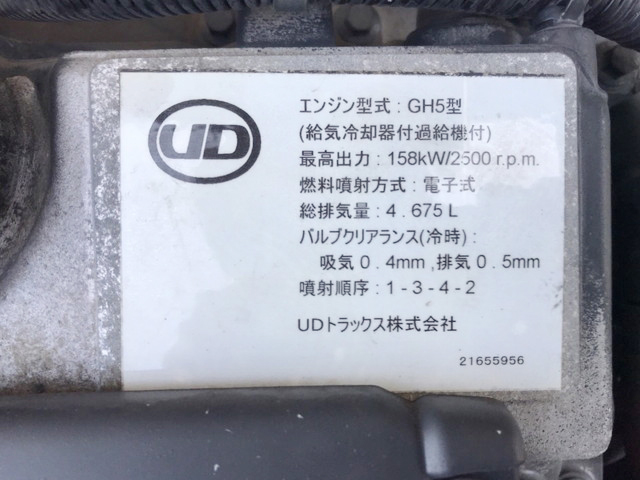 UD
エンジン型式 : GH5型
(給気冷却器付過給機付)
最高出力 : 158kW/2500 r.p.m.
燃料噴射方式 : 電子式
総排気量 : 4.675 L
バルブクリアランス(冷時) :
吸気 0.4mm ,排気 0.5mm
噴射順序 : 1 - 3 - 4 - 2
UDトラックス株式会社
21655956